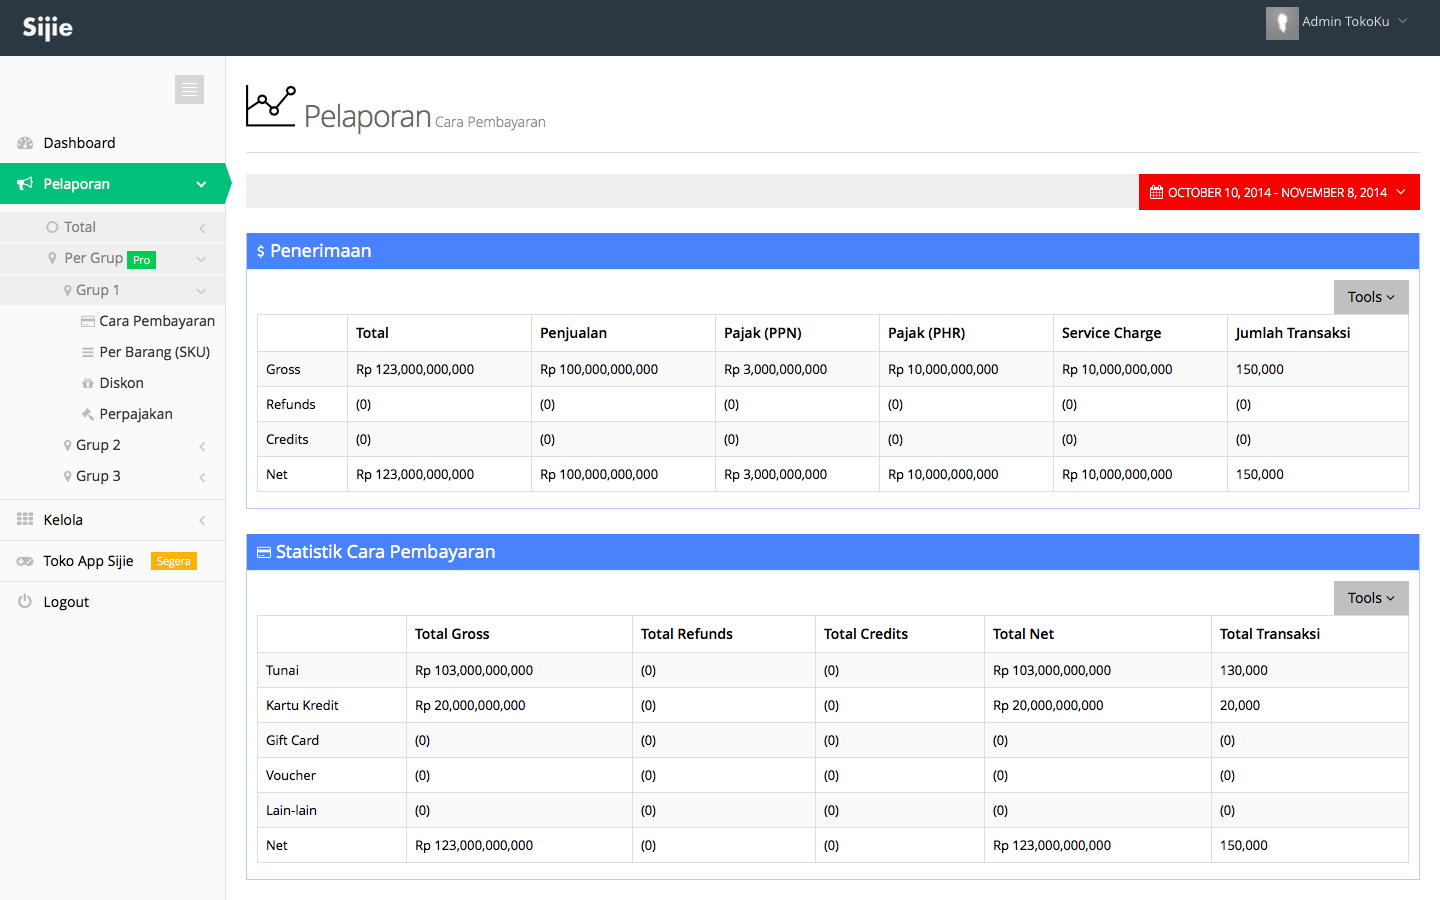 Sijie
Admin TokoKu
Dashboard
Pelaporan
Total
Per Grup Pro
Grup 1
Cara Pembayaran
Per Barang (SKU)
Diskon
Perpajakan
Grup 2
Grup 3
Kelola
Toko App Sijie Segera
Logout
Pelaporan Cara Pembayaran
OCTOBER 10, 2014 - NOVEMBER 8, 2014
$ Penerimaan
Tools
Total Penjualan Pajak (PPN) Pajak (PHR) Service Charge Jumlah Transaksi
Gross Rp 123,000,000,000 Rp 100,000,000,000 Rp 3,000,000,000 Rp 10,000,000,000 Rp 10,000,000,000 150,000
Refunds (0) (0) (0) (0) (0) (0)
Credits (0) (0) (0) (0) (0) (0)
Net Rp 123,000,000,000 Rp 100,000,000,000 Rp 3,000,000,000 Rp 10,000,000,000 Rp 10,000,000,000 150,000
Statistik Cara Pembayaran
Tools
Total Gross Total Refunds Total Credits Total Net Total Transaksi
Tunai Rp 103,000,000,000 (0) (0) Rp 103,000,000,000 130,000
Kartu Kredit Rp 20,000,000,000 (0) (0) Rp 20,000,000,000 20,000
Gift Card (0) (0) (0) (0) (0)
Voucher (0) (0) (0) (0) (0)
Lain-lain (0) (0) (0) (0) (0)
Net Rp 123,000,000,000 (0) (0) Rp 123,000,000,000 150,000